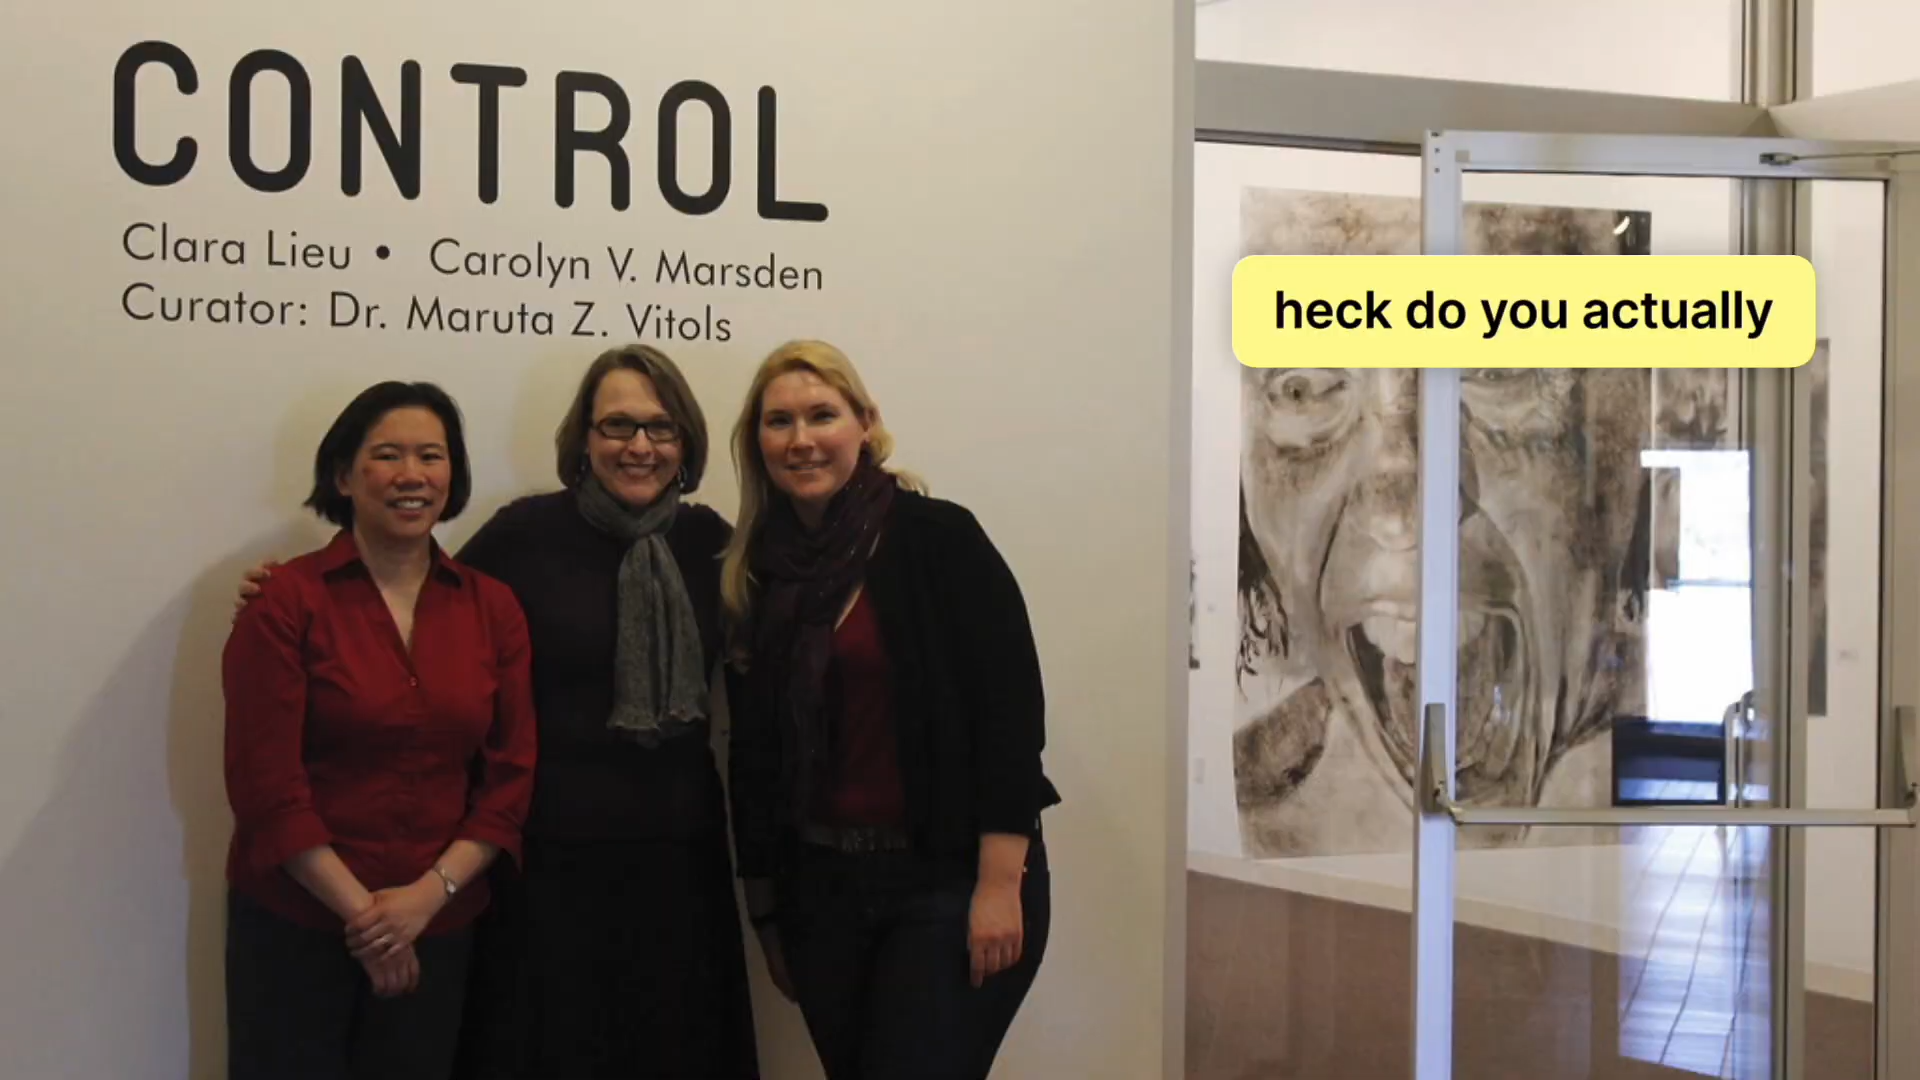 CONTROL
Clara Lieu • Carolyn V. Marsden
Curator: Dr. Maruta Z. Vitols
heck do you actually